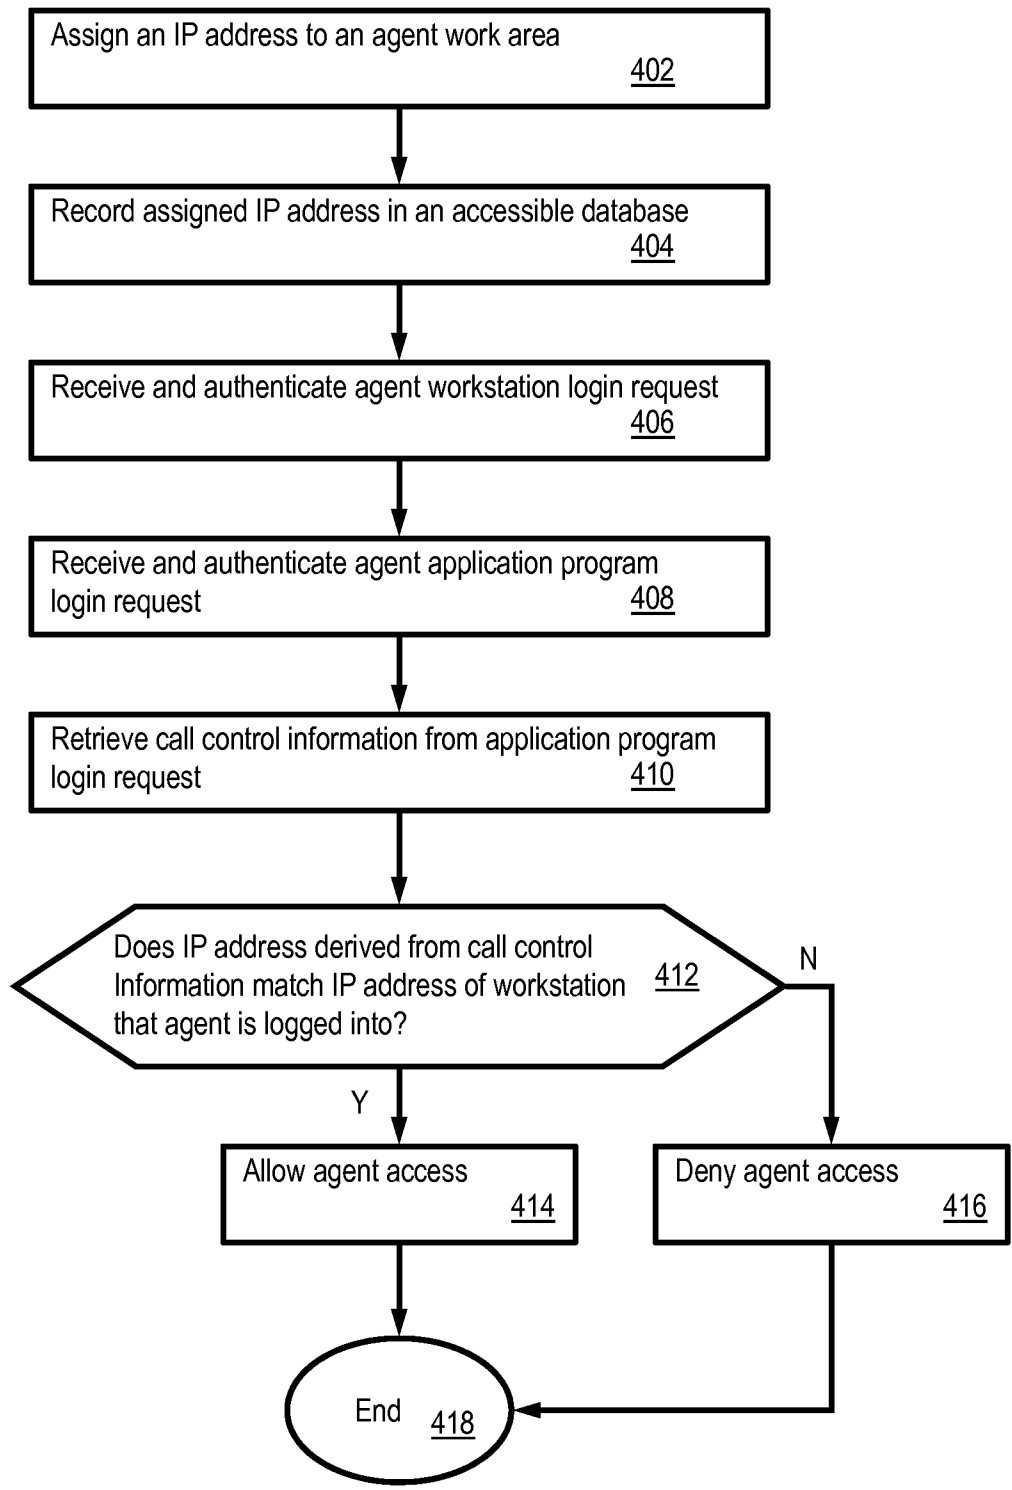 Assign an IP address to an agent work area
402
Record assigned IP address in an accessible database
404
Receive and authenticate agent workstation login request
406
Receive and authenticate agent application program
login request
408
Retrieve call control information from application program
login request
410
Does IP address derived from call control
Information match IP address of workstation
that agent is logged into?
412
N
Y
Allow agent access
414
Deny agent access
416
End
418